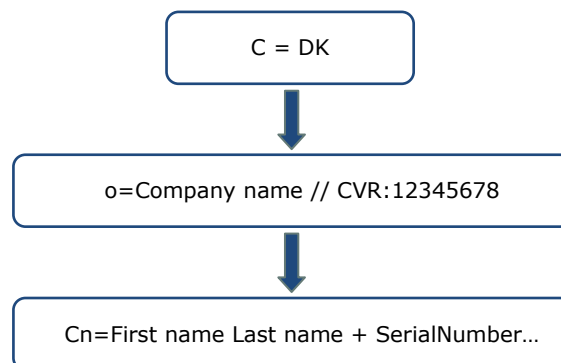 C = DK
o=Company name // CVR:12345678
Cn=First name Last name + SerialNumber…